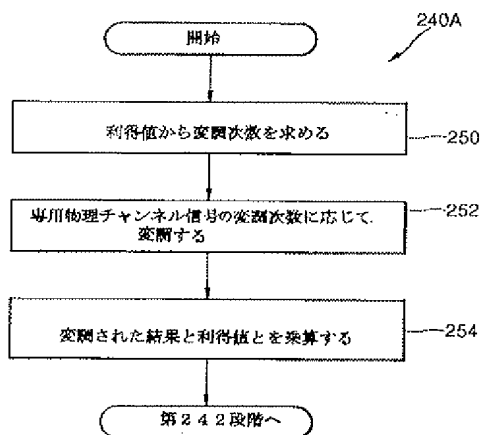 240A
開始
利得値から変調次数を求める
250
専用物理チャンネル信号の変調次数に応じて、
変調する
252
変調された結果と利得値とを乗算する
254
第242段階へ